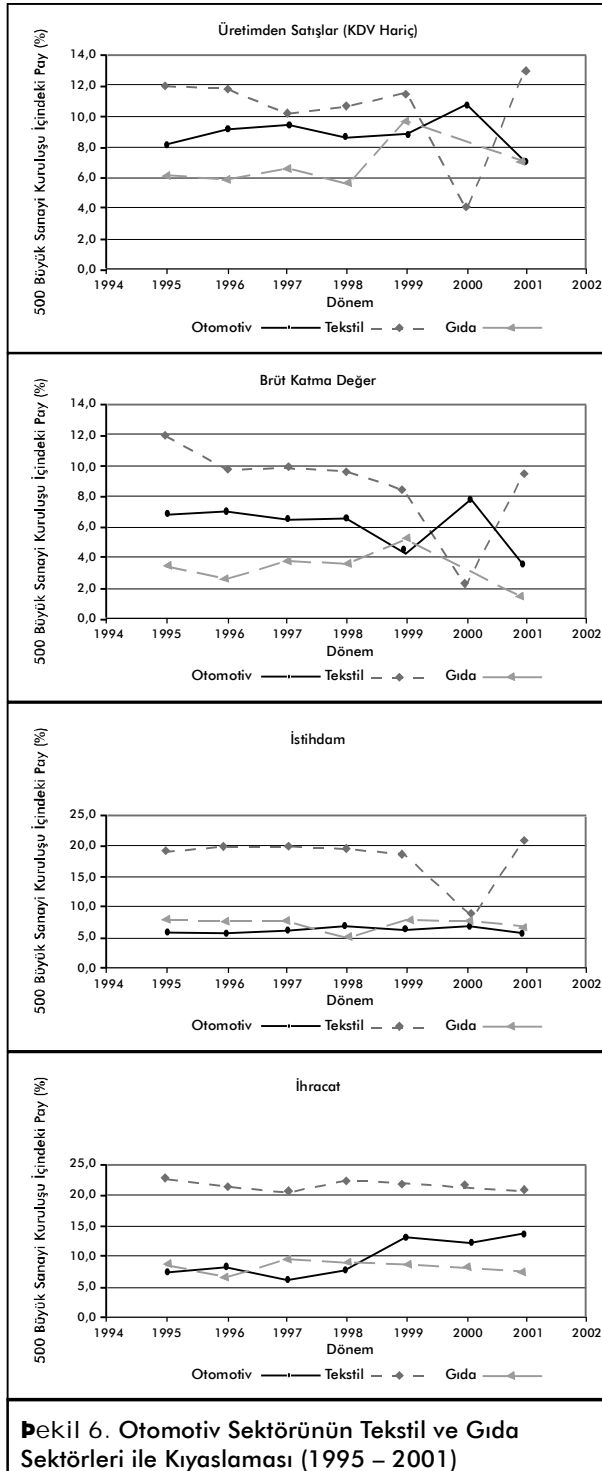 Üretimden Satışlar (KDV Hariç)
500 Büyük Sanayi Kuruluşu İçindeki Pay (%)
14,0
12,0
10,0
8,0
6,0
4,0
2,0
0,0
1994 1995 1996 1997 1998 1999 2000 2001 2002
Dönem
Otomotiv Tekstil Gıda
Brüt Katma Değer
500 Büyük Sanayi Kuruluşu İçindeki Pay (%)
14,0
12,0
10,0
8,0
6,0
4,0
2,0
0,0
1994 1995 1996 1997 1998 1999 2000 2001 2002
Dönem
Otomotiv Tekstil Gıda
İstihdam
500 Büyük Sanayi Kuruluşu İçindeki Pay (%)
25,0
20,0
15,0
10,0
5,0
0,0
1994 1995 1996 1997 1998 1999 2000 2001 2002
Dönem
Otomotiv Tekstil Gıda
İhracat
500 Büyük Sanayi Kuruluşu İçindeki Pay (%)
25,0
20,0
15,0
10,0
5,0
0,0
1994 1995 1996 1997 1998 1999 2000 2001 2002
Dönem
Otomotiv Tekstil Gıda
Þekil 6. Otomotiv Sektörünün Tekstil ve Gıda
Sektörleri ile Kıyaslaması (1995 – 2001)